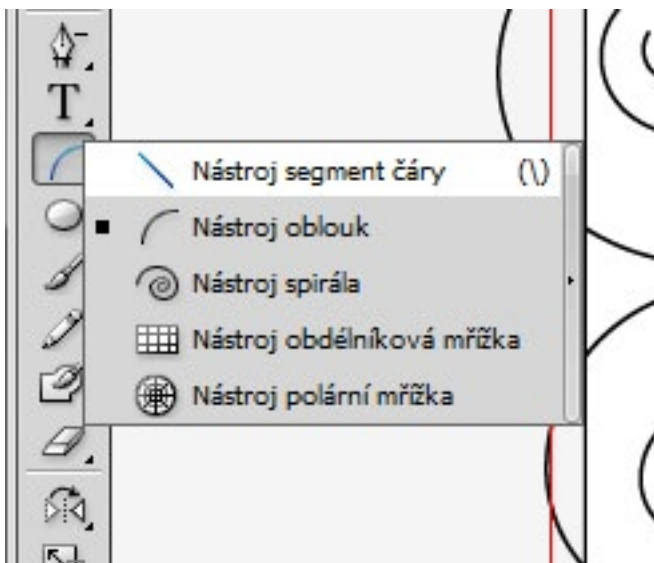 T
Nástroj segment čáry (\)
Nástroj oblouk
Nástroj spirála
Nástroj obdélníková mřížka
Nástroj polární mřížka